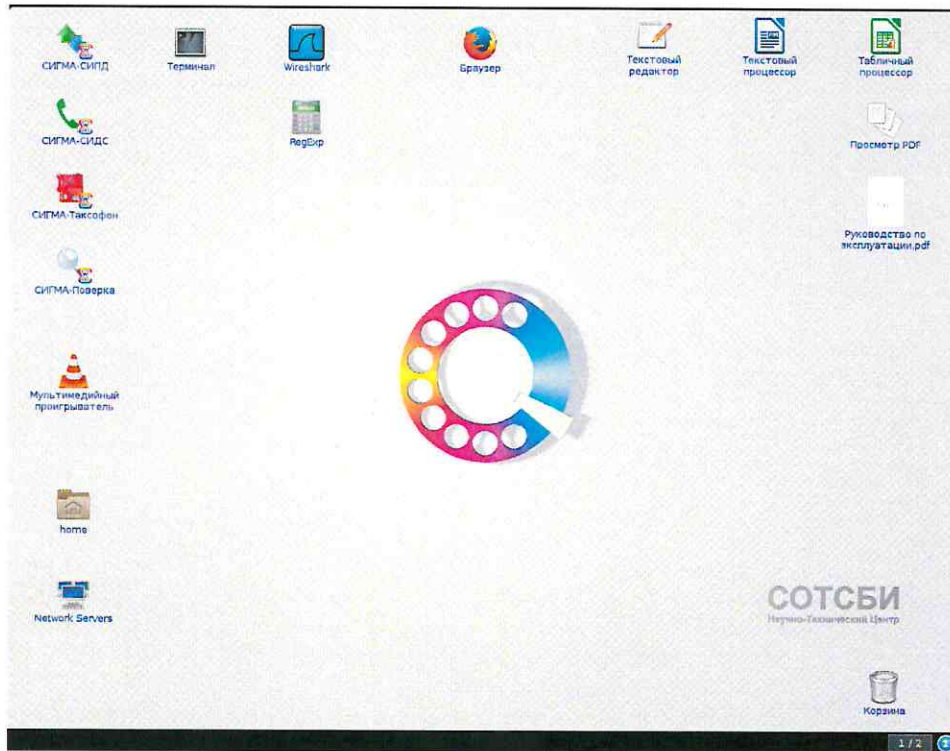 СИГМА-СИПД
Терминал
Wireshark
Браузер
Текстовый
редактор
Текстовый
процессор
Табличный
процессор
СИГМА-СИДС
RegExp
Просмотр PDF
СИГМА-Таксофон
Руководство по
эксплуатации.pdf
СИГМА-Поверка
Мультимедийный
проигрыватель
home
Network Servers
СОТСБИ
Научно-Технический Центр
Корзина
1 / 2